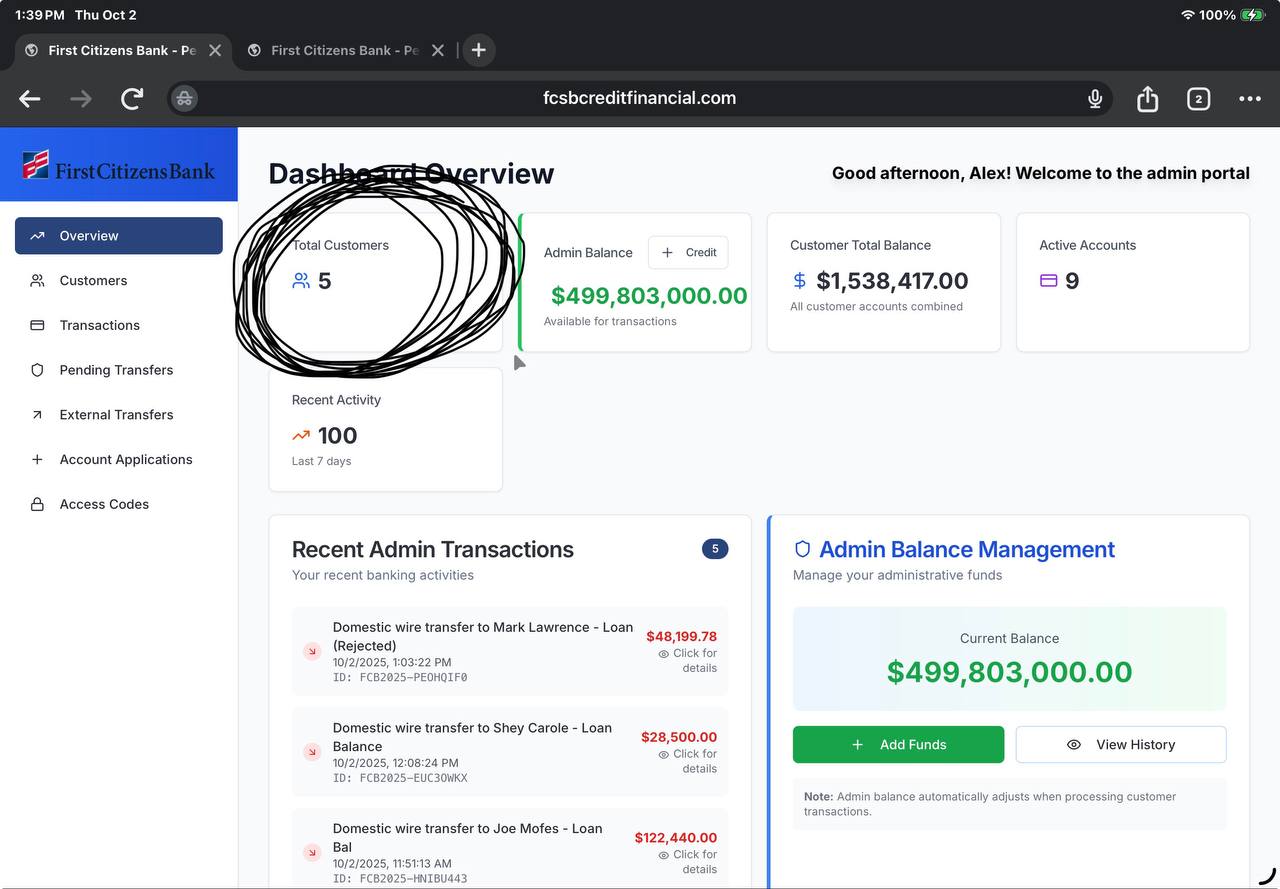 1:39 PM Thu Oct 2
100%
First Citizens Bank - Pe
First Citizens Bank - Pe
fcsbcreditfinancial.com
2
First Citizens Bank
Dashboard Overview
Good afternoon, Alex! Welcome to the admin portal
Overview
Customers
Transactions
Pending Transfers
External Transfers
Account Applications
Access Codes
Total Customers
5
Admin Balance
+ Credit
$499,803,000.00
Available for transactions
Customer Total Balance
$ $1,538,417.00
All customer accounts combined
Active Accounts
9
Recent Activity
100
Last 7 days
Recent Admin Transactions
5
Your recent banking activities
Domestic wire transfer to Mark Lawrence - Loan
(Rejected)
10/2/2025, 1:03:22 PM
ID: FCB2025-PEOHQIF0
$48,199.78
Click for
details
Domestic wire transfer to Shey Carole - Loan
Balance
10/2/2025, 12:08:24 PM
ID: FCB2025-EUC3OWKX
$28,500.00
Click for
details
Domestic wire transfer to Joe Mofes - Loan
Bal
10/2/2025, 11:51:13 AM
ID: FCB2025-HNIBU443
$122,440.00
Click for
details
Admin Balance Management
Manage your administrative funds
Current Balance
$499,803,000.00
+ Add Funds
View History
Note: Admin balance automatically adjusts when processing customer
transactions.